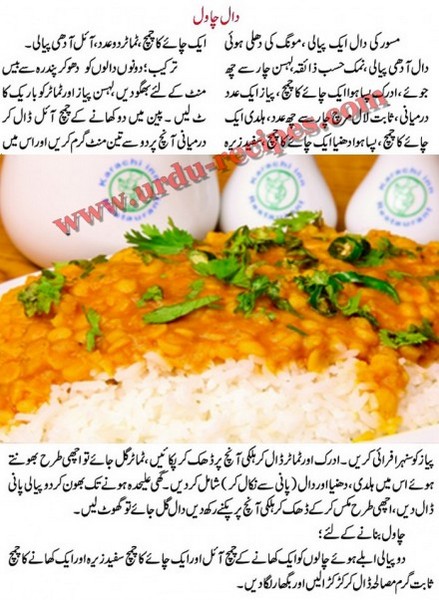 دال چاول
مسور کی دال ایک پیالی، مونگ کی دھلی ہوئی
دال آدھی پیالی، نمک حسب ذائقہ، لہسن چار سے چھ
جوئے، ادرک پسا ہوا ایک چائے کا چمچ، پیاز ایک عدد
درمیانی، ثابت لال مرچ چار سے چھ عدد، ہلدی ایک
چائے کا چمچ، پسا ہوا دھنیا ایک چائے کا چمچ، سفید زیرہ
ایک چائے کا چمچ، ٹماٹر دو عدد، آئل آدھی پیالی۔
ترکیب؛ دونوں دالوں کو دھو کر پندرہ سے بیس
منٹ کے لئے بھگو دیں، لہسن پیاز اور ٹماٹر کو باریک کا
ٹ لیں۔ پین میں دو کھانے کے چمچ آئل ڈال کر
درمیانی آنچ پر دو سے تین منٹ گرم کریں اور اس میں
www.urdu-recipes.com
Karachi Inn
Restaurant
Karachi Inn
Restaurant
Karachi Inn
Restaurant
پیاز کو سنہرا فرائی کریں۔ ادرک اور ٹماٹر ڈال کر ہلکی آنچ پر ڈھک کر پکائیں، ٹماٹر گل جائے تو اچھی طرح بھونتے
ہوئے اس میں ہلدی، دھنیا اور دال (پانی سے نکال کر) شامل کر دیں۔ گھی علیحدہ ہونے تک بھون کر دو پیالی پانی
ڈال دیں، اچھی طرح مکس کر کے ڈھک کر ہلکی آنچ پر پکنے رکھ دیں دال گل جائے تو گھوٹ لیں۔
چاول بنانے کے لئے؛
دو پیالی ابلے ہوئے چالوں کو ایک کھانے کے چمچ آئل اور ایک چائے کا چمچ سفید زیرہ اور ایک کھانے کا چمچ
ثابت گرم مصالحہ ڈال کر کڑکڑا لیں اور بگھار لگا دیں۔